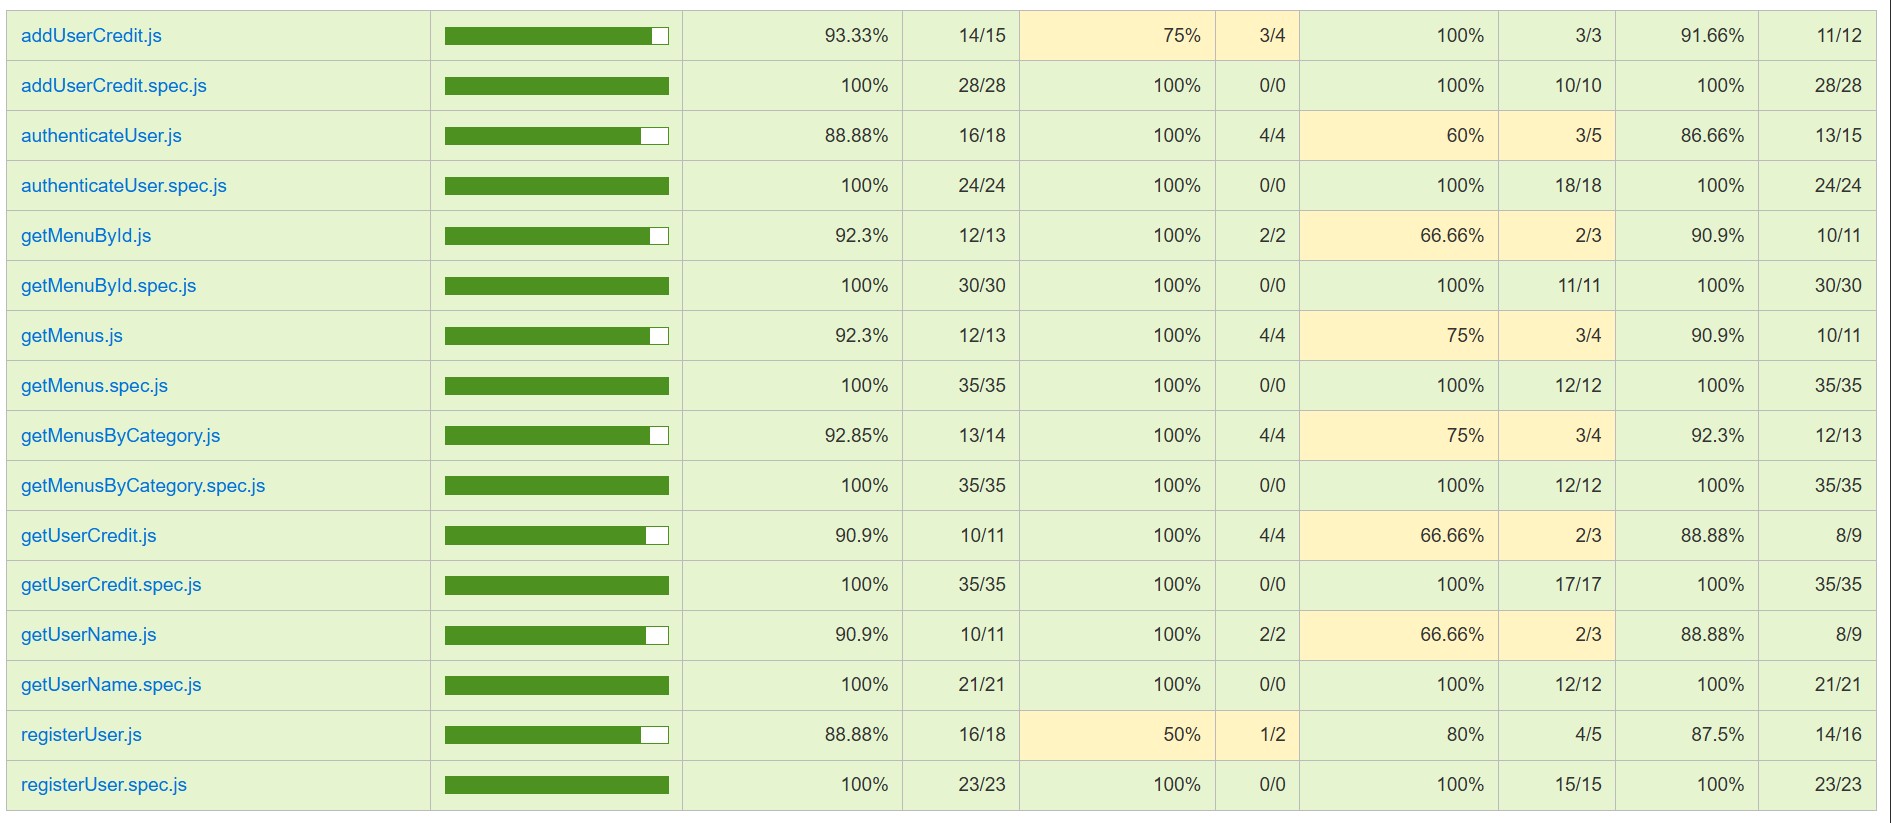 addUserCredit.js 93.33% 14/15 75% 3/4 100% 3/3 91.66% 11/12
addUserCredit.spec.js 100% 28/28 100% 0/0 100% 10/10 100% 28/28
authenticateUser.js 88.88% 16/18 100% 4/4 60% 3/5 86.66% 13/15
authenticateUser.spec.js 100% 24/24 100% 0/0 100% 18/18 100% 24/24
getMenuById.js 92.3% 12/13 100% 2/2 66.66% 2/3 90.9% 10/11
getMenuById.spec.js 100% 30/30 100% 0/0 100% 11/11 100% 30/30
getMenus.js 92.3% 12/13 100% 4/4 75% 3/4 90.9% 10/11
getMenus.spec.js 100% 35/35 100% 0/0 100% 12/12 100% 35/35
getMenusByCategory.js 92.85% 13/14 100% 4/4 75% 3/4 92.3% 12/13
getMenusByCategory.spec.js 100% 35/35 100% 0/0 100% 12/12 100% 35/35
getUserCredit.js 90.9% 10/11 100% 4/4 66.66% 2/3 88.88% 8/9
getUserCredit.spec.js 100% 35/35 100% 0/0 100% 17/17 100% 35/35
getUserName.js 90.9% 10/11 100% 2/2 66.66% 2/3 88.88% 8/9
getUserName.spec.js 100% 21/21 100% 0/0 100% 12/12 100% 21/21
registerUser.js 88.88% 16/18 50% 1/2 80% 4/5 87.5% 14/16
registerUser.spec.js 100% 23/23 100% 0/0 100% 15/15 100% 23/23